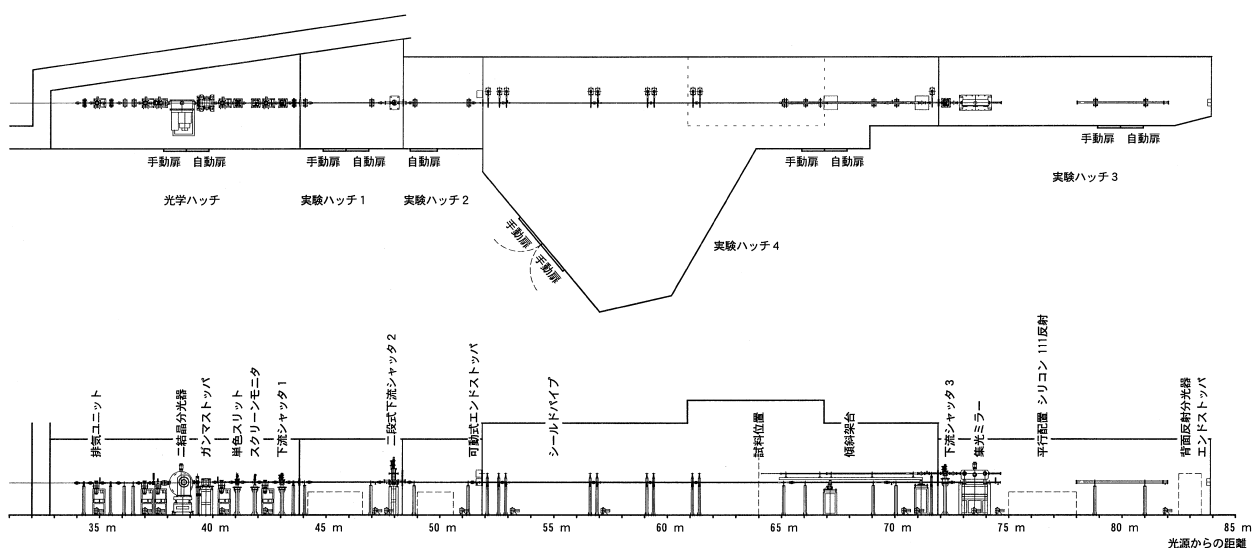 手動扉 自動扉
手動扉 自動扉
自動扉
手動扉 自動扉
手動扉 自動扉
光学ハッチ
実験ハッチ1
実験ハッチ2
実験ハッチ3
手動扉
手動扉
実験ハッチ4
排気ユニット
二結晶分光器
ガンマストッパ
単色スリット
スクリーンモニタ
下流シャッタ1
二段式下流シャッタ2
可動式エンドストッパ
シールドパイプ
試料位置
傾斜架台
下流シャッタ3
集光ミラー
平行配置 シリコン 111反射
背面反射分光器
エンドストッパ
35 m 40 m 45 m 50 m 55 m 60 m 65 m 70 m 75 m 80 m 85 m
光源からの距離